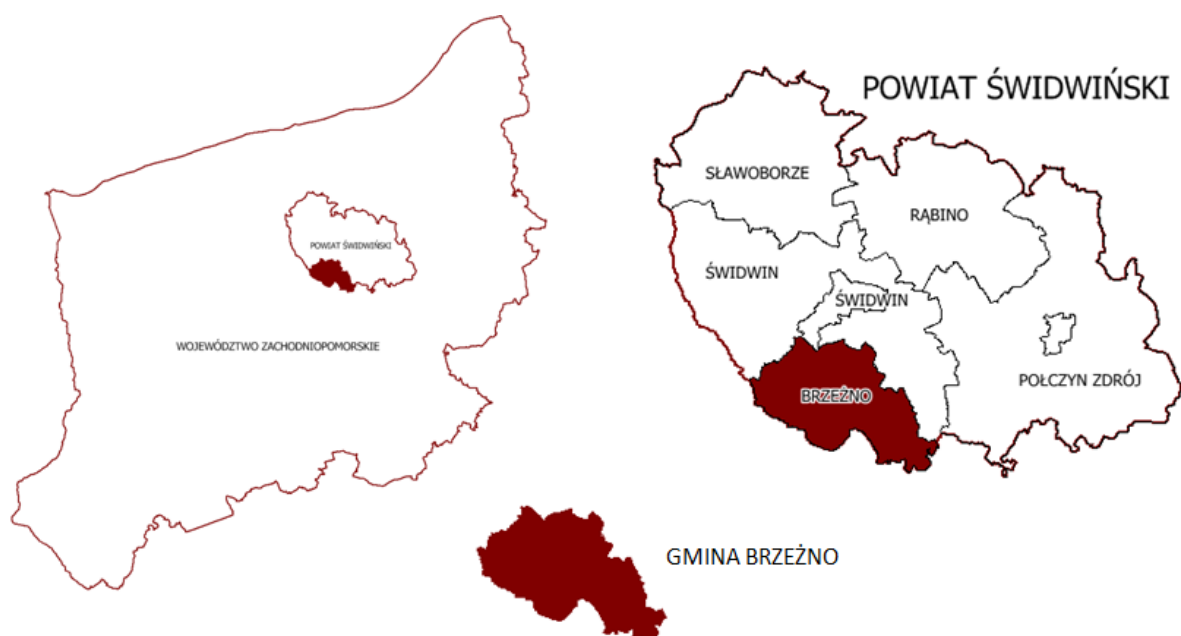 POWIAT ŚWIDWIŃSKI
WOJEWÓDZTWO ZACHODNIOPOMORSKIE
POWIAT ŚWIDWIŃSKI
SŁAWOBORZE
RĄBINO
ŚWIDWIN
ŚWIDWIN
POŁCZYN ZDRÓJ
BRZEŻNO
GMINA BRZEŻNO